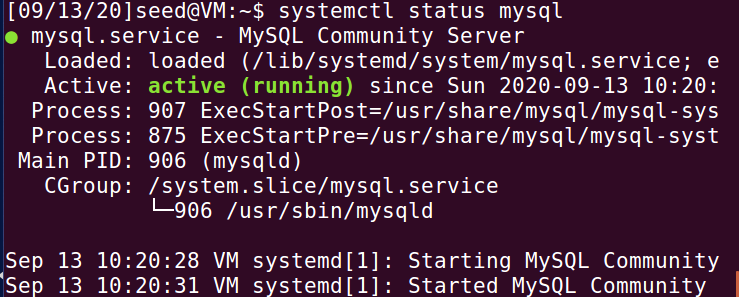 [09/13/20]seed@VM:~$ systemctl status mysql
● mysql.service - MySQL Community Server
   Loaded: loaded (/lib/systemd/system/mysql.service; e
   Active: active (running) since Sun 2020-09-13 10:20:
  Process: 907 ExecStartPost=/usr/share/mysql/mysql-sys
  Process: 875 ExecStartPre=/usr/share/mysql/mysql-syst
 Main PID: 906 (mysqld)
   CGroup: /system.slice/mysql.service
           └─906 /usr/sbin/mysqld
Sep 13 10:20:28 VM systemd[1]: Starting MySQL Community
Sep 13 10:20:31 VM systemd[1]: Started MySQL Community